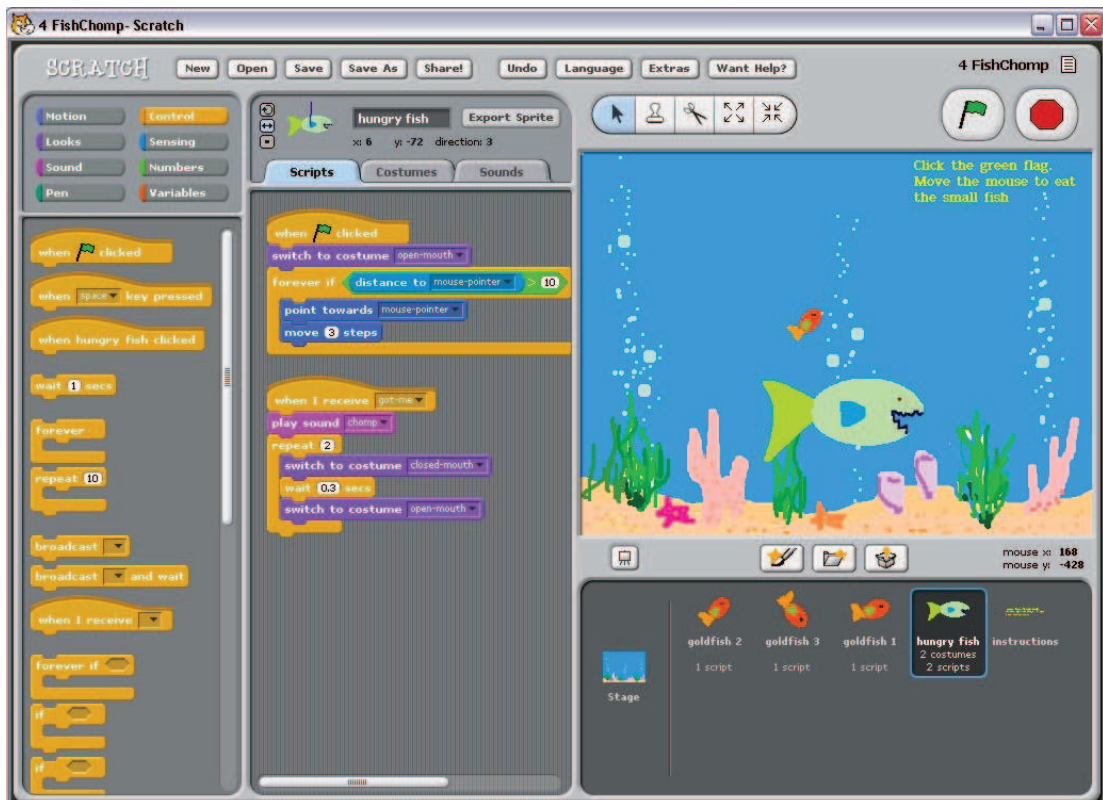 4 FishChomp- Scratch
SCRATCH
New Open Save Save As Share! Undo Language Extras Want Help?
4 FishChomp
Motion Control
Looks Sensing
Sound Numbers
Pen Variables
when clicked
when space key pressed
when hungry fish clicked
wait 1 secs
forever
repeat 10
broadcast
broadcast and wait
when I receive
forever if
if
if
hungry fish Export Sprite
x: 6 y: -72 direction: 3
Scripts Costumes Sounds
when clicked
switch to costume open-mouth
forever if distance to mouse-pointer > 10
point towards mouse-pointer
move 3 steps
when I receive got-me
play sound chomp
repeat 2
switch to costume closed-mouth
wait 0.3 secs
switch to costume open-mouth
Click the green flag.
Move the mouse to eat
the small fish
mouse x: 168
mouse y: -428
Stage
goldfish 2
1 script
goldfish 3
1 script
goldfish 1
1 script
hungry fish
2 costumes
2 scripts
instructions